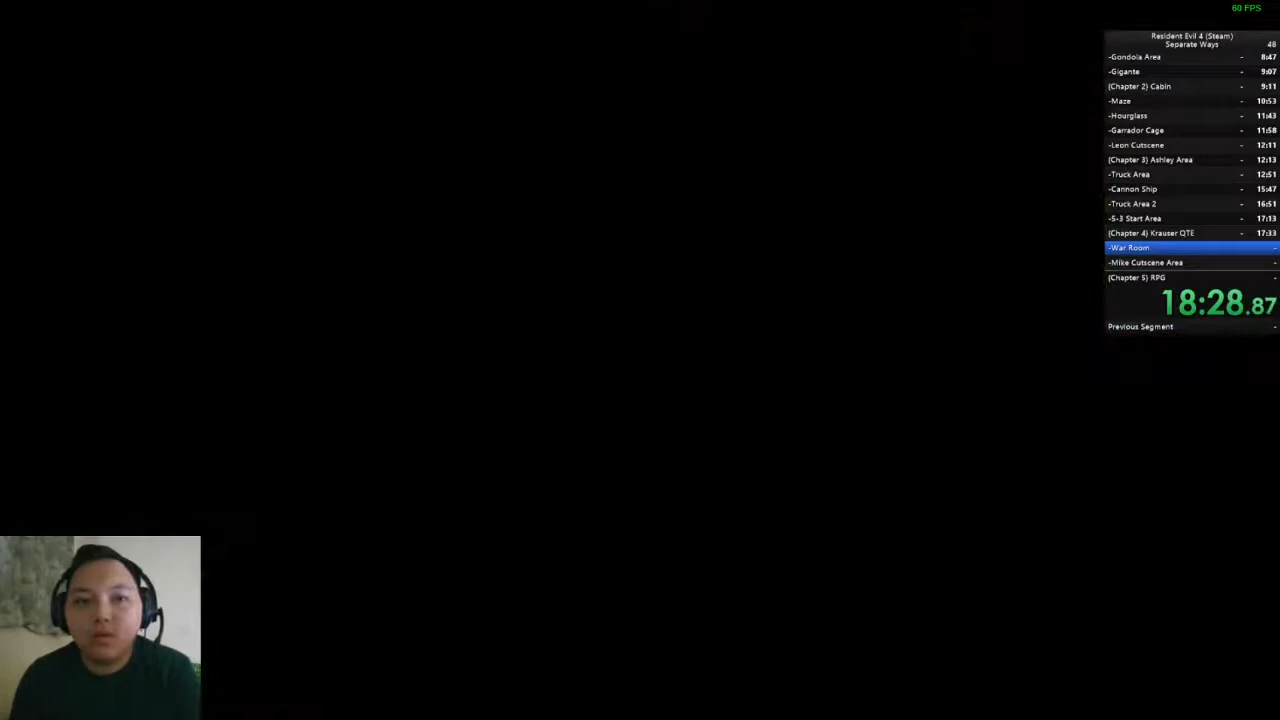 60 FPS
Resident Evil 4 (Steam)
Separate Ways 48
-Gondola Area - 8:47
-Gigante - 9:07
(Chapter 2) Cabin - 9:11
-Maze - 10:53
-Hourglass - 11:43
-Garrador Cage - 11:58
-Leon Cutscene - 12:11
(Chapter 3) Ashley Area - 12:13
-Truck Area - 12:51
-Cannon Ship - 15:47
-Truck Area 2 - 16:51
-5-3 Start Area - 17:13
(Chapter 4) Krauser QTE - 17:33
-War Room -
-Mike Cutscene Area -
(Chapter 5) RPG -
18:28.87
Previous Segment -